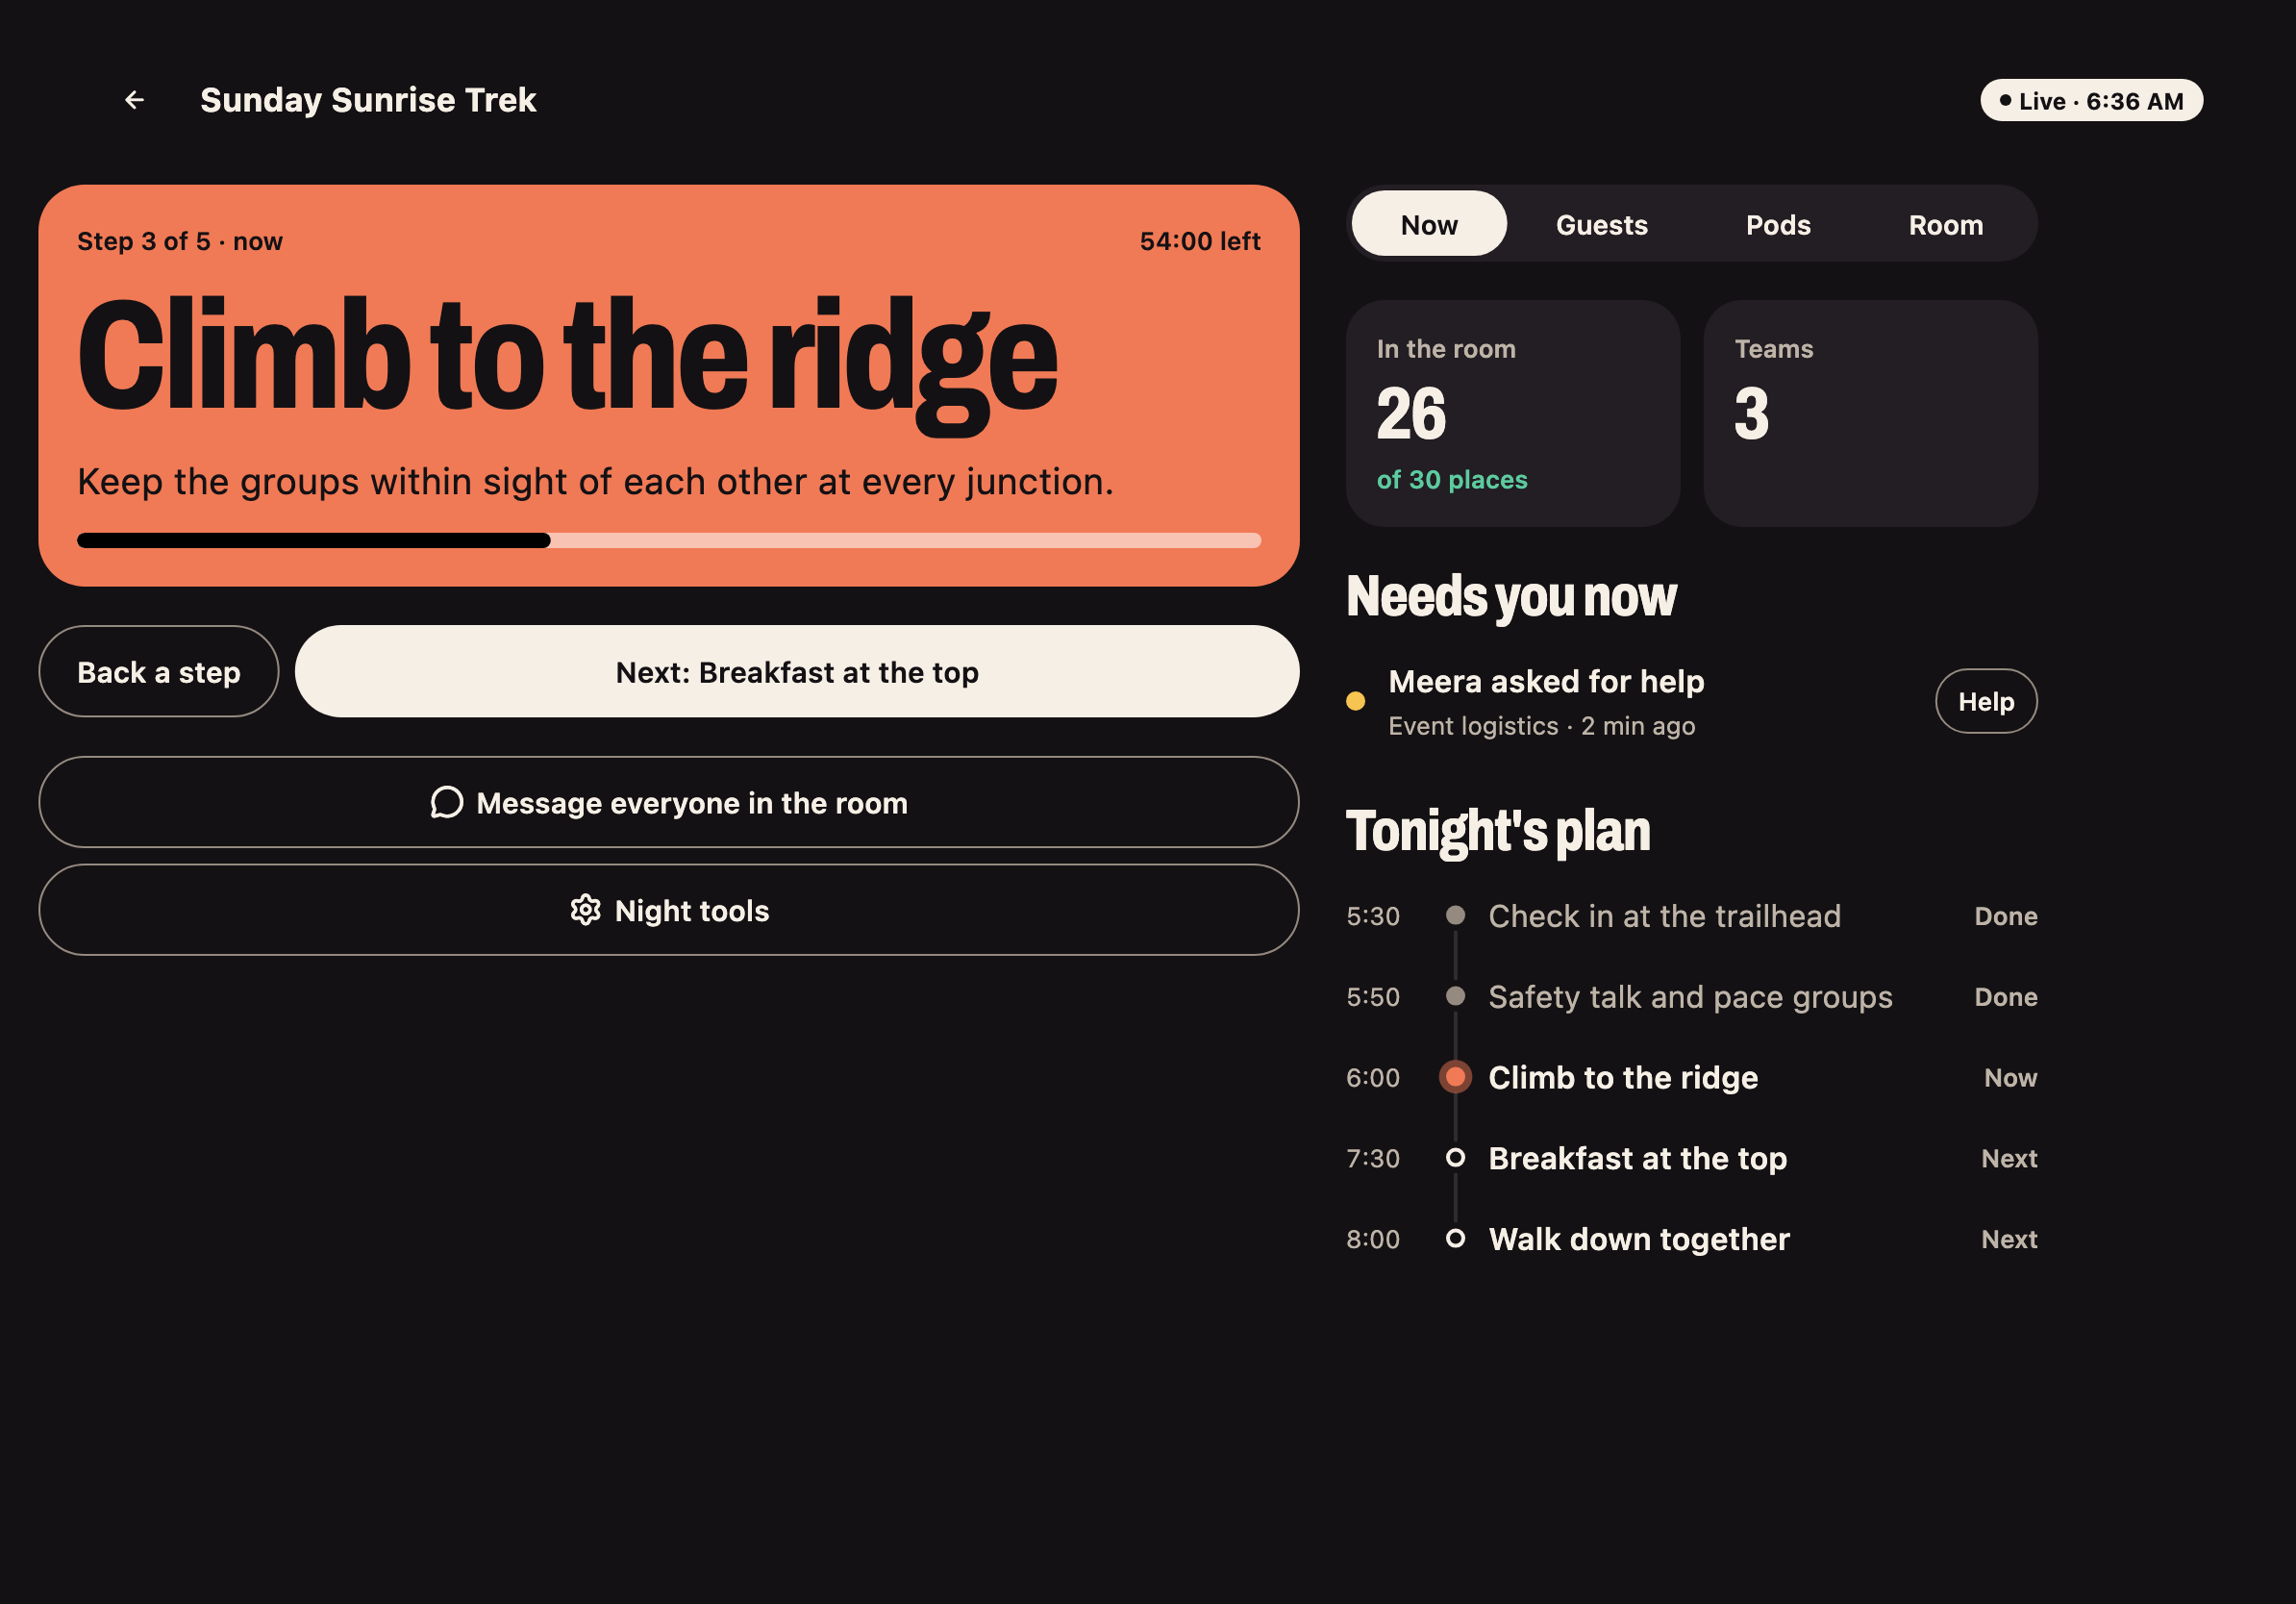 Sunday Sunrise Trek
Live · 6:36 AM
Step 3 of 5 · now
54:00 left
Climb to the ridge
Keep the groups within sight of each other at every junction.
Back a step
Next: Breakfast at the top
Message everyone in the room
Night tools
Now
Guests
Pods
Room
In the room
26
of 30 places
Teams
3
Needs you now
Meera asked for help
Event logistics · 2 min ago
Help
Tonight's plan
5:30 Check in at the trailhead Done
5:50 Safety talk and pace groups Done
6:00 Climb to the ridge Now
7:30 Breakfast at the top Next
8:00 Walk down together Next